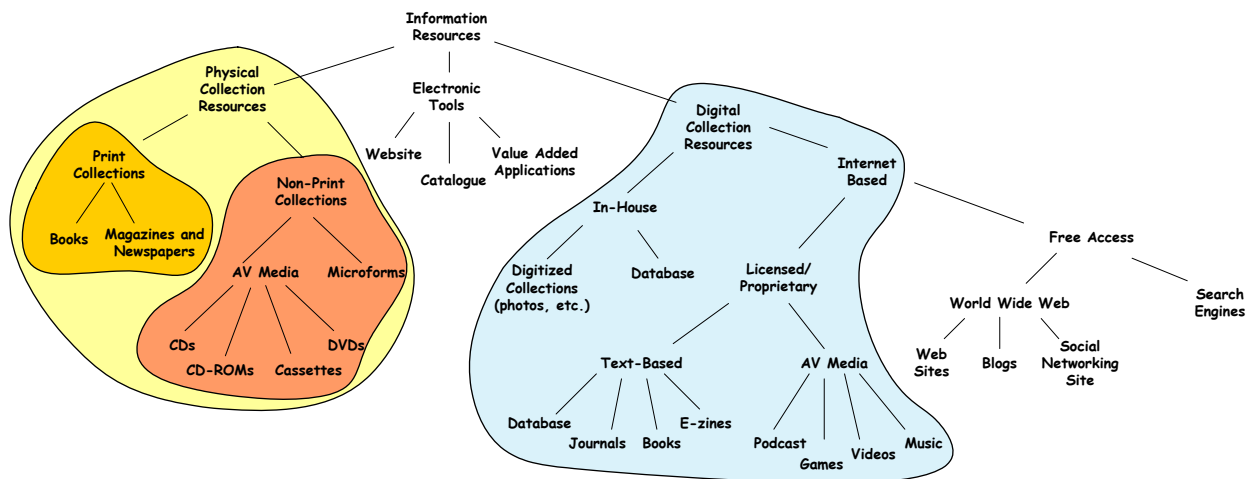 Information
Resources
Physical
Collection
Resources
Electronic
Tools
Digital
Collection
Resources
Print
Collections
Website
Catalogue
Value Added
Applications
Internet
Based
Non-Print
Collections
In-House
Books
Magazines and
Newspapers
Free Access
AV Media
Microforms
Digitized
Collections
(photos, etc.)
Database
Licensed/
Proprietary
World Wide Web
Search
Engines
CDs
CD-ROMs
Cassettes
DVDs
Text-Based
AV Media
Web
Sites
Blogs
Social
Networking
Site
Database
Journals
Books
E-zines
Podcast
Games
Videos
Music